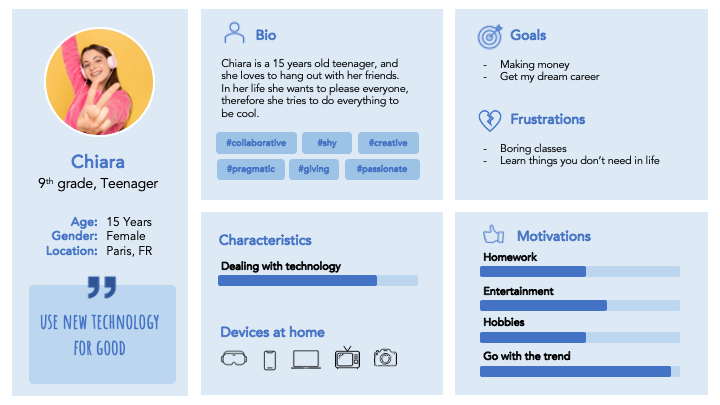 Chiara
9th grade, Teenager
Age: 15 Years
Gender: Female
Location: Paris, FR
USE NEW TECHNOLOGY
FOR GOOD
Bio
Chiara is a 15 years old teenager, and
she loves to hang out with her friends.
In her life she wants to please everyone,
therefore she tries to do everything to
be cool.
#collaborative #shy #creative
#pragmatic #giving #passionate
Goals
- Making money
- Get my dream career
Frustrations
- Boring classes
- Learn things you don't need in life
Characteristics
Dealing with technology
Devices at home
Motivations
Homework
Entertainment
Hobbies
Go with the trend